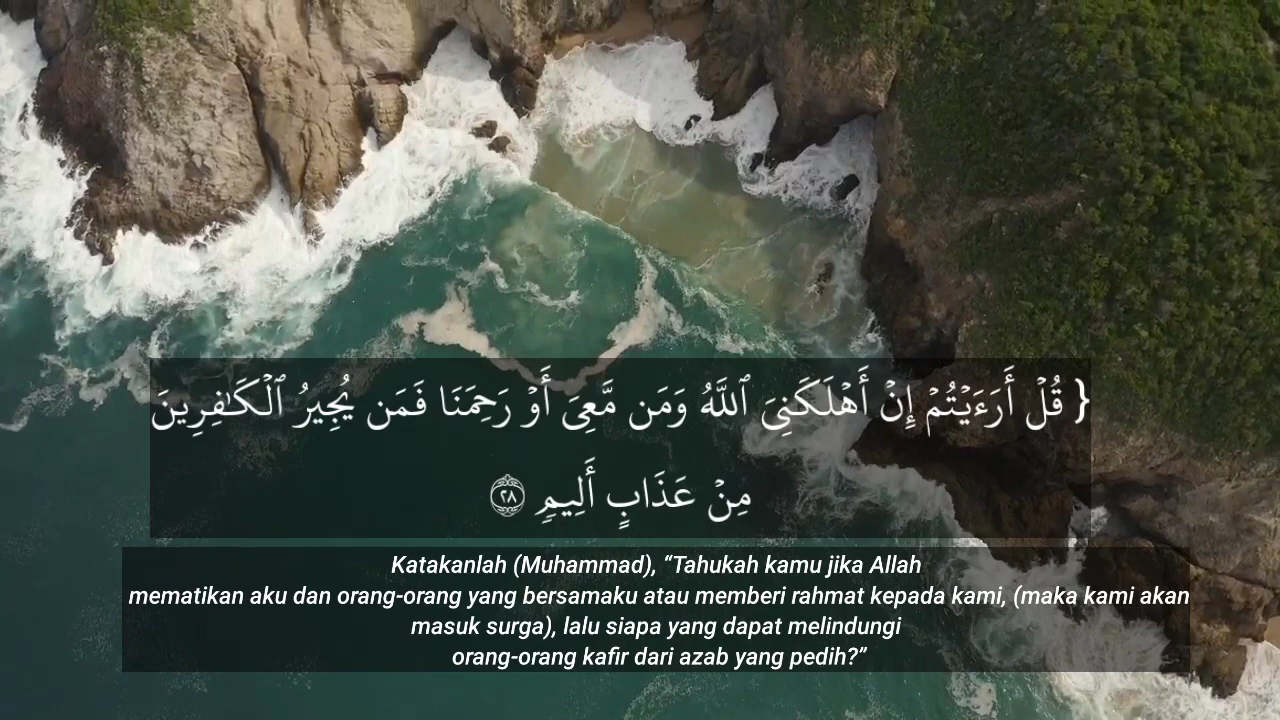 { قُلۡ أَرَءَيۡتُمۡ إِنۡ أَهۡلَكَنِىَ ٱللَّهُ وَمَن مَّعِىَ أَوۡ رَحِمَنَا فَمَن يُجِيرُ ٱلۡكَـٰفِرِينَ
مِنۡ عَذَابٍ أَلِيمٍ ٢٨
Katakanlah (Muhammad), “Tahukah kamu jika Allah
mematikan aku dan orang-orang yang bersamaku atau memberi rahmat kepada kami, (maka kami akan
masuk surga), lalu siapa yang dapat melindungi
orang-orang kafir dari azab yang pedih?”